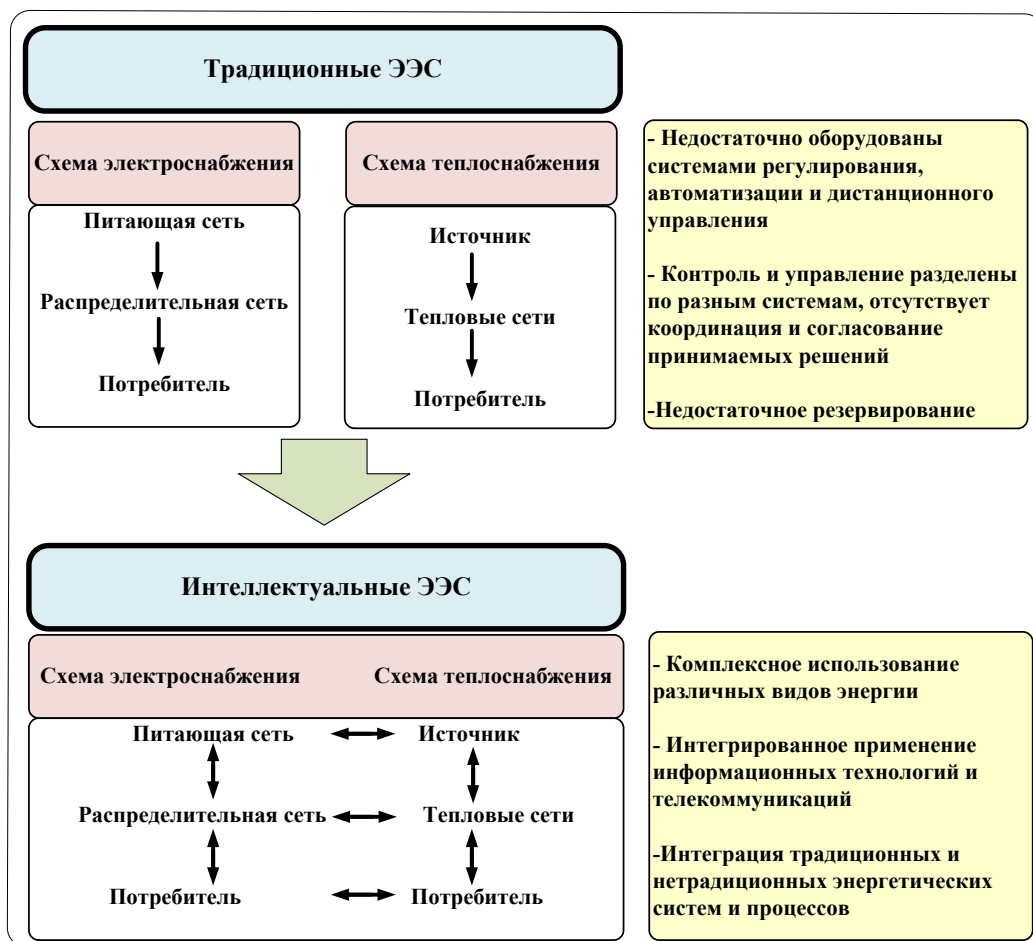 Традиционные ЭЭС
Схема электроснабжения
Питающая сеть
Распределительная сеть
Потребитель
Схема теплоснабжения
Источник
Тепловые сети
Потребитель
- Недостаточно оборудованы
системами регулирования,
автоматизации и дистанционного
управления
- Контроль и управление разделены
по разным системам, отсутствует
координация и согласование
принимаемых решений
-Недостаточное резервирование
Интеллектуальные ЭЭС
Схема электроснабжения Схема теплоснабжения
Питающая сеть Источник
Распределительная сеть Тепловые сети
Потребитель Потребитель
- Комплексное использование
различных видов энергии
- Интегрированное применение
информационных технологий и
телекоммуникаций
-Интеграция традиционных и
нетрадиционных энергетических
систем и процессов